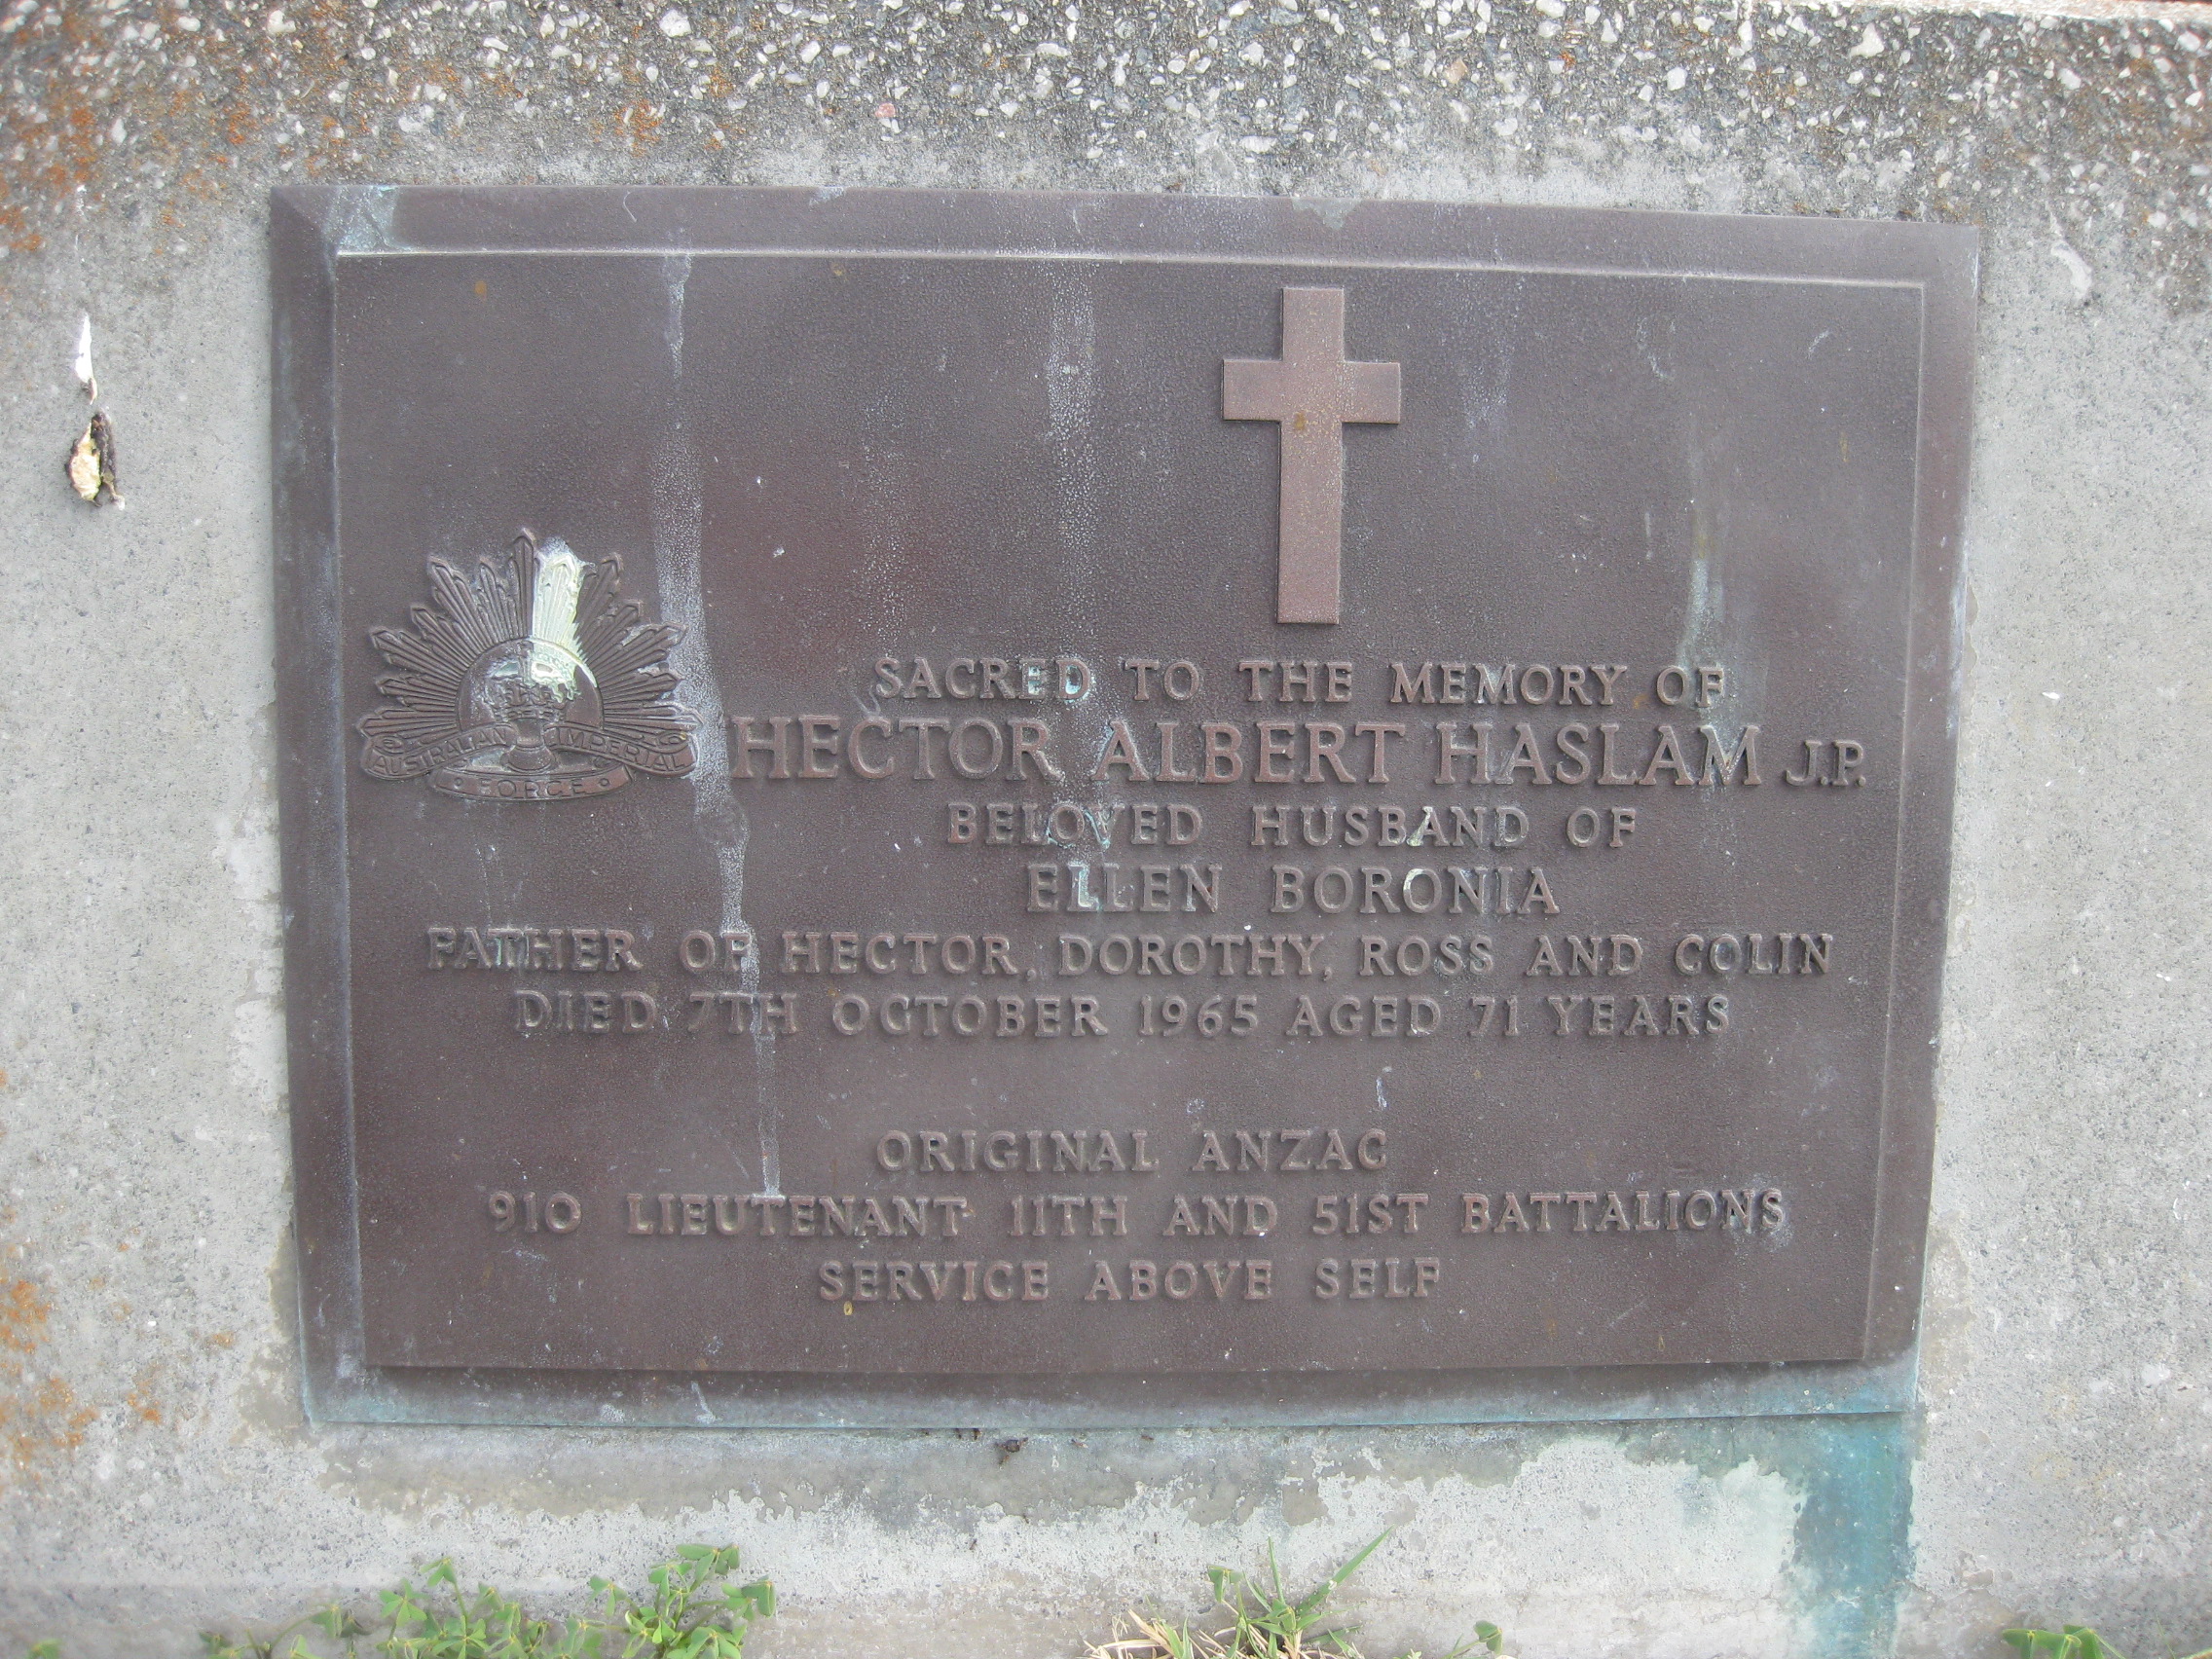 SACRED TO THE MEMORY OF
HECTOR ALBERT HASLAM J.P.
AUSTRALIAN IMPERIAL
FORCE
BELOVED HUSBAND OF
ELLEN BORONIA
FATHER OF HECTOR, DOROTHY, ROSS AND COLIN
DIED 7TH OCTOBER 1965 AGED 71 YEARS
ORIGINAL ANZAC
910 LIEUTENANT 11TH AND 51ST BATTALIONS
SERVICE ABOVE SELF